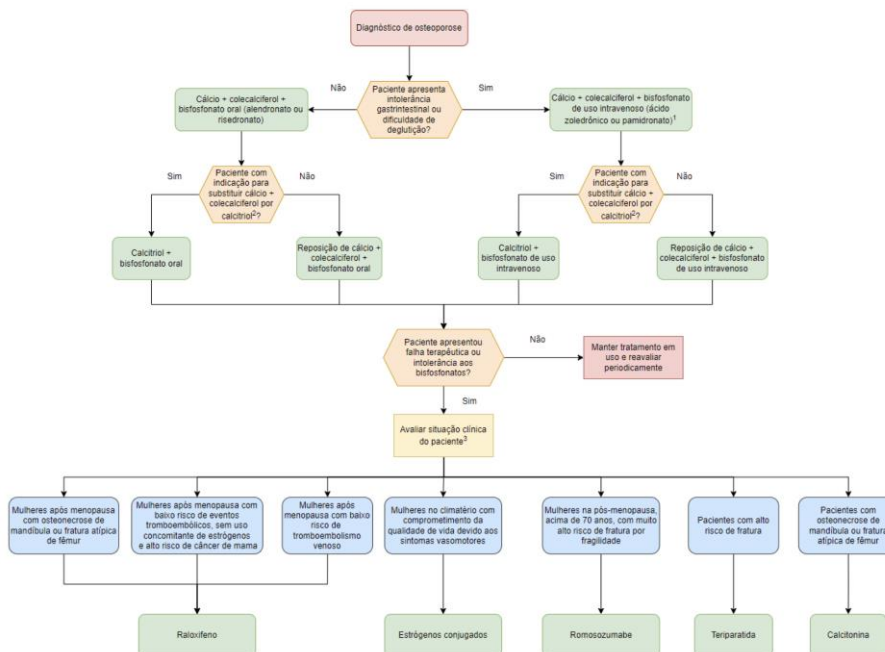 Diagnóstico de osteoporose
Não
Paciente apresenta
intolerância
gastrintestinal ou
dificuldade de
deglutição?
Sim
Cálcio + colecalciferol +
bisfosfonato oral (alendronato ou
risedronato)
Cálcio + colecalciferol + bisfosfonato
de uso intravenoso (ácido
zoledrônico ou pamidronato)1
Sim
Paciente com
indicação para
substituir cálcio +
colecalciferol por
calcitriol2?
Não
Sim
Paciente com
indicação para
substituir cálcio +
colecalciferol por
calcitriol2?
Não
Calcitriol +
bisfosfonato oral
Reposição de cálcio +
colecalciferol +
bisfosfonato oral
Calcitriol +
bisfosfonato de uso
intravenoso
Reposição de cálcio +
colecalciferol + bisfosfonato
de uso intravenoso
Paciente apresentou
falha terapêutica ou
intolerância aos
bisfosfonatos?
Não
Manter tratamento em
uso e reavaliar
periodicamente
Sim
Avaliar situação clínica
do paciente3
Mulheres após menopausa
com osteonecrose de
mandíbula ou fratura atípica
de fêmur
Mulheres após menopausa com
baixo risco de eventos
tromboembólicos, sem uso
concomitante de estrógenos
e alto risco de câncer de mama
Mulheres após
menopausa com baixo
risco de
tromboembolismo
venoso
Mulheres no climatério com
comprometimento da
qualidade de vida devido aos
sintomas vasomotores
Mulheres na pós-menopausa,
acima de 70 anos, com muito
alto risco de fratura por
fragilidade
Pacientes com alto
risco de fratura
Pacientes com
osteonecrose de
mandíbula ou fratura
atípica de fêmur
Raloxifeno
Estrógenos conjugados
Romosozumabe
Teriparatida
Calcitonina